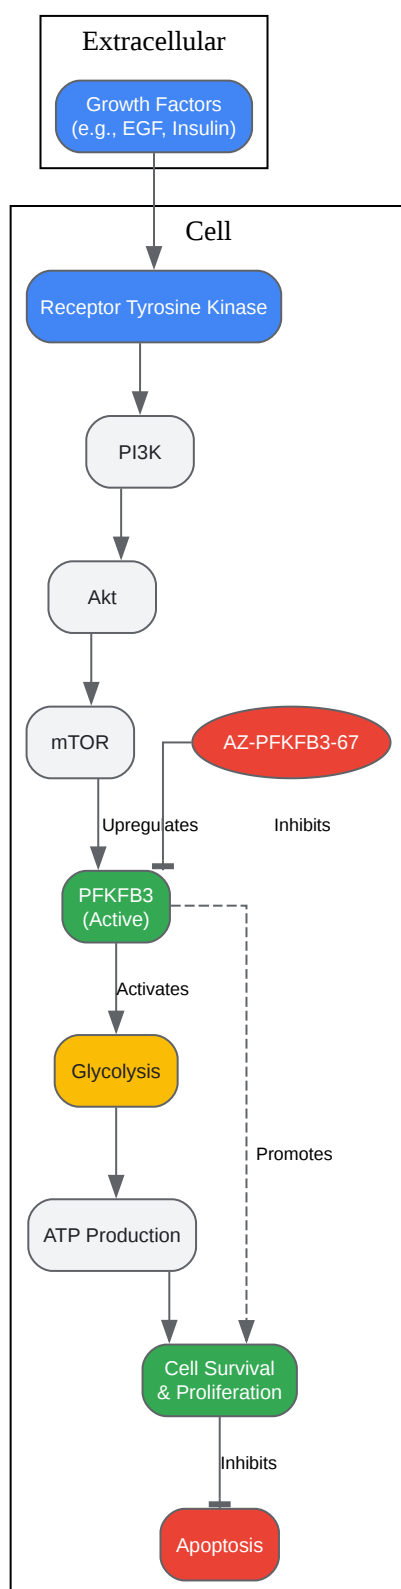 Extracellular
Growth Factors
(e.g., EGF, Insulin)
Cell
Receptor Tyrosine Kinase
PI3K
Akt
mTOR
AZ-PFKFB3-67
Upregulates
Inhibits
PFKFB3
(Active)
Activates
Glycolysis
Promotes
ATP Production
Cell Survival
& Proliferation
Inhibits
Apoptosis